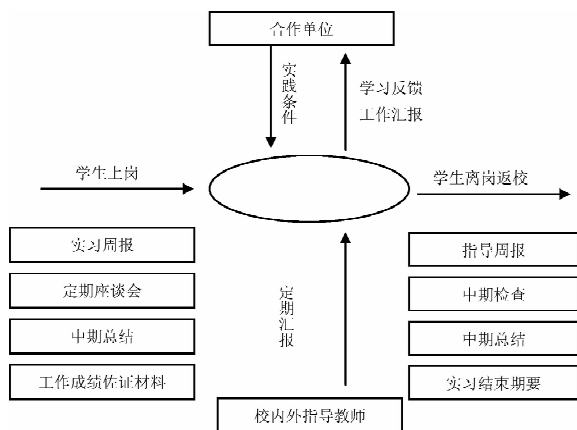 合作单位
实践条件
学习反馈
工作汇报
学生上岗
学生离岗返校
实习周报
定期座谈会
中期总结
工作成绩佐证材料
定期汇报
指导周报
中期检查
中期总结
实习结束期要
校内外指导教师